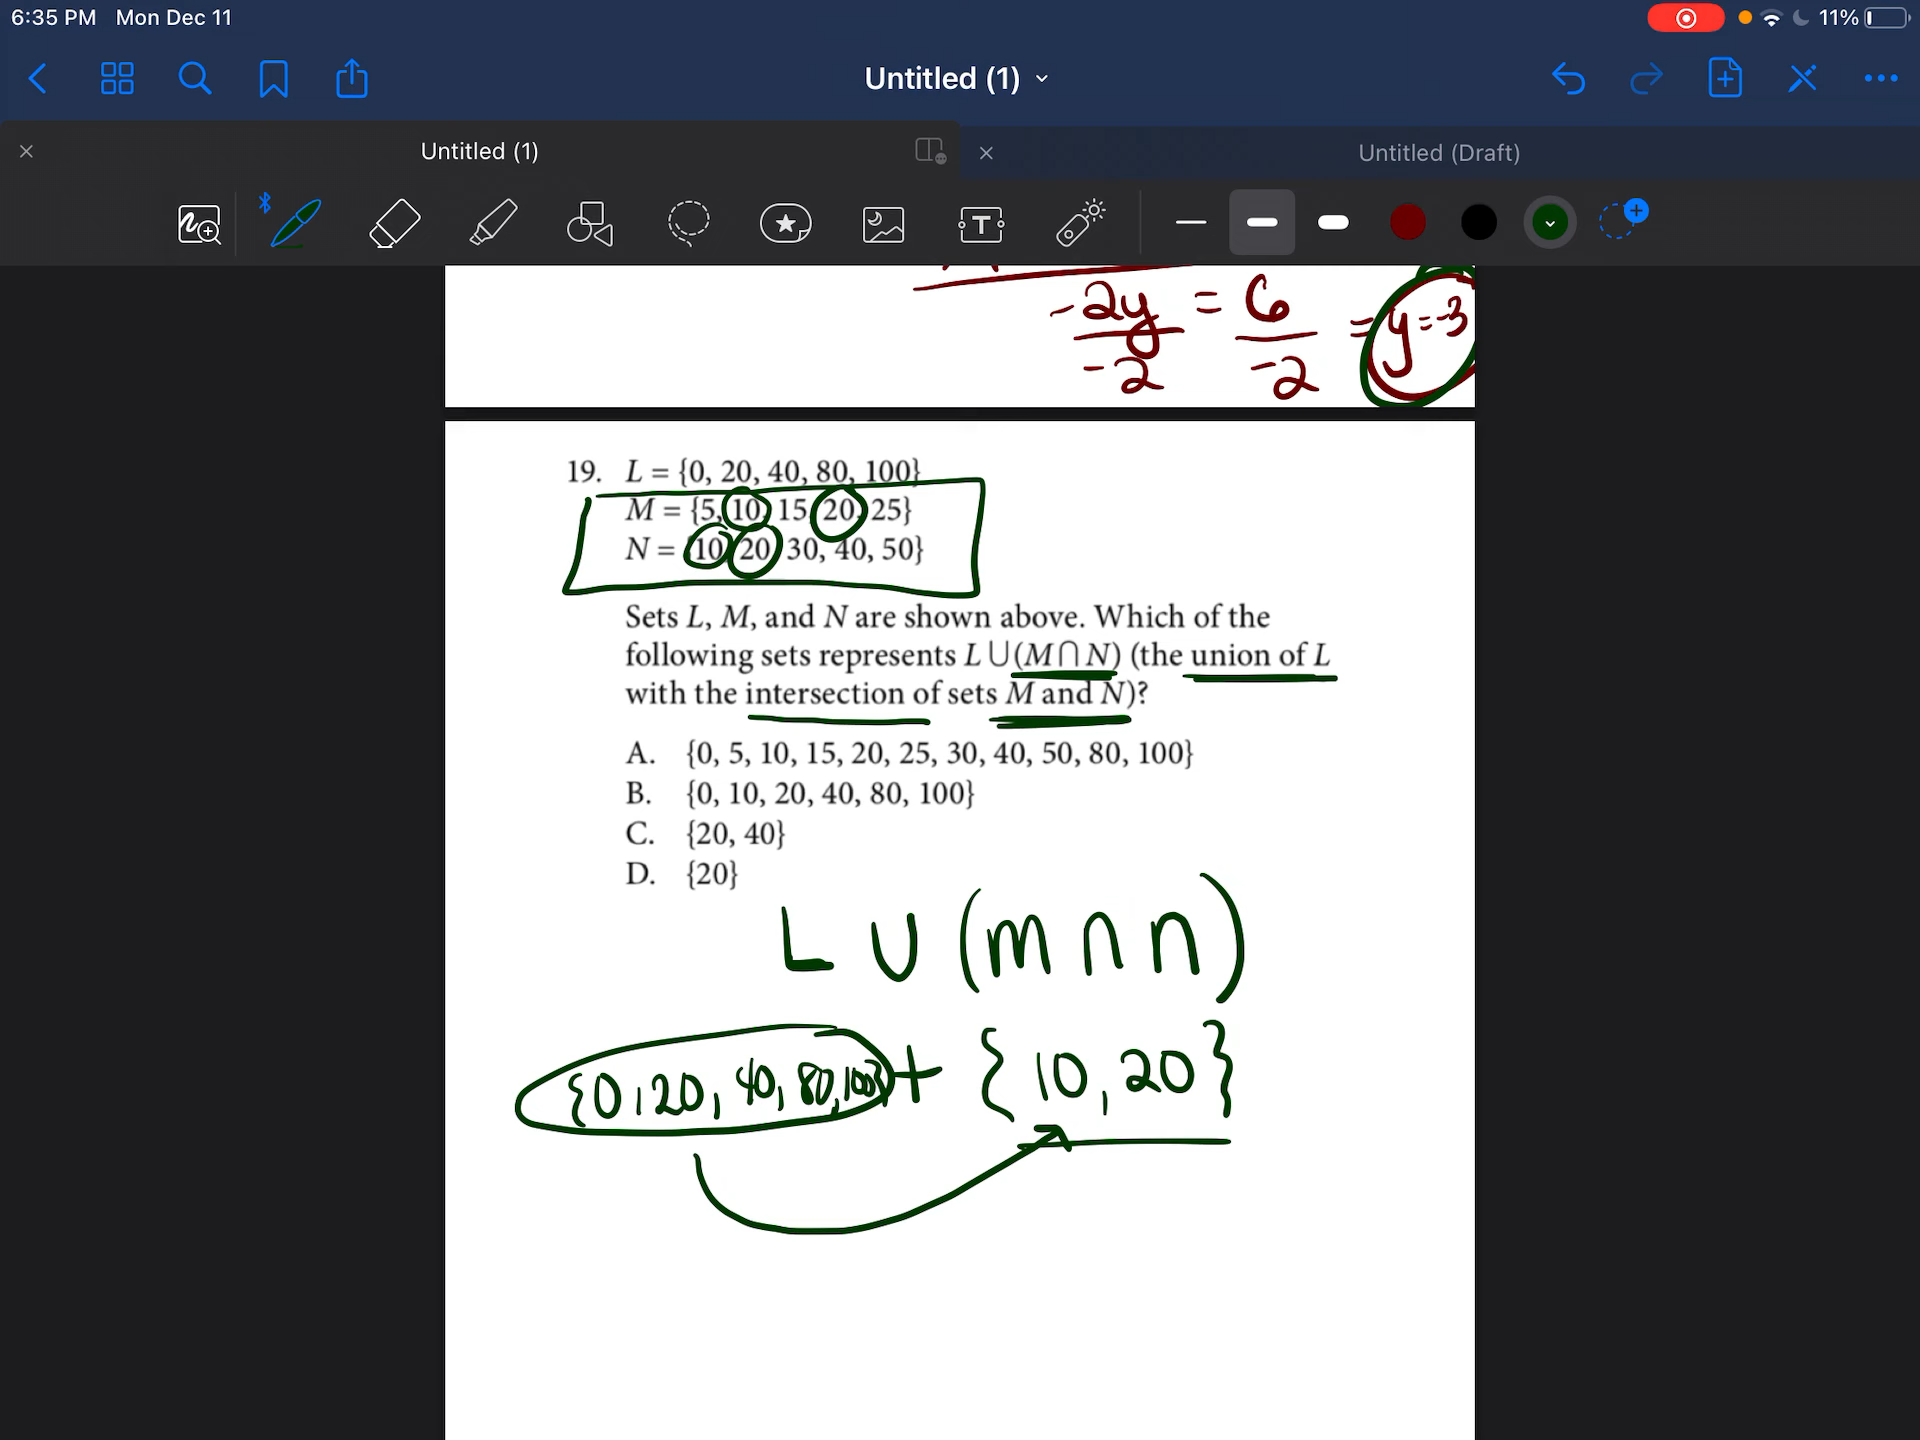 6:35 PM Mon Dec 11
11%
Untitled (1)
Untitled (1)
Untitled (Draft)
T
-2y = 6 = y=-3
-2 -2
19. L = {0, 20, 40, 80, 100}
M = {5, 10, 15, 20, 25}
N = {10, 20, 30, 40, 50}
Sets L, M, and N are shown above. Which of the
following sets represents L ∪ (M ∩ N) (the union of L
with the intersection of sets M and N)?
A. {0, 5, 10, 15, 20, 25, 30, 40, 50, 80, 100}
B. {0, 10, 20, 40, 80, 100}
C. {20, 40}
D. {20}
L ∪ (m ∩ n)
{0,20, 40, 80,100} + {10,20}